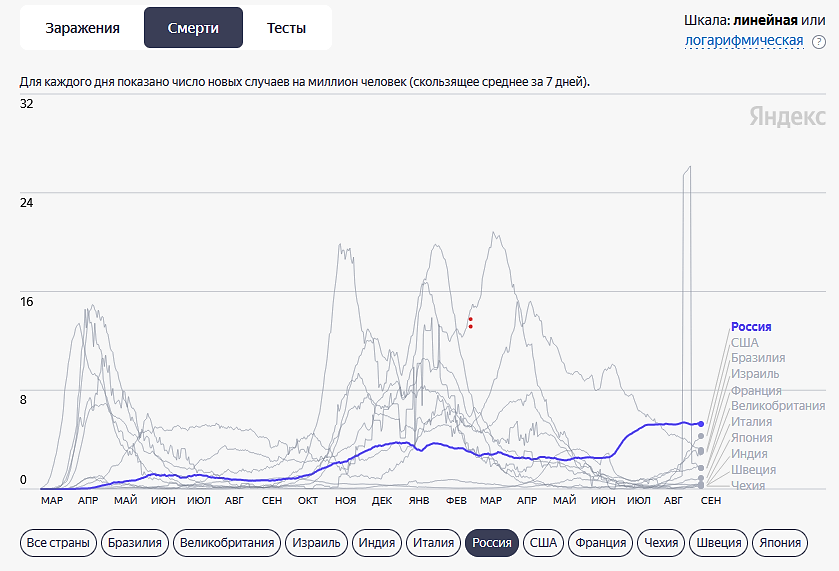 Заражения Смерти Тесты
Шкала: линейная или
логарифмическая ?
Для каждого дня показано число новых случаев на миллион человек (скользящее среднее за 7 дней).
32
Яндекс
24
16
8
0
Россия
США
Бразилия
Израиль
Франция
Великобритания
Италия
Япония
Индия
Швеция
Чехия
МАР АПР МАЙ ИЮН ИЮЛ АВГ СЕН ОКТ НОЯ ДЕК ЯНВ ФЕВ МАР АПР МАЙ ИЮН ИЮЛ АВГ СЕН
Все страны Бразилия Великобритания Израиль Индия Италия Россия США Франция Чехия Швеция Япония